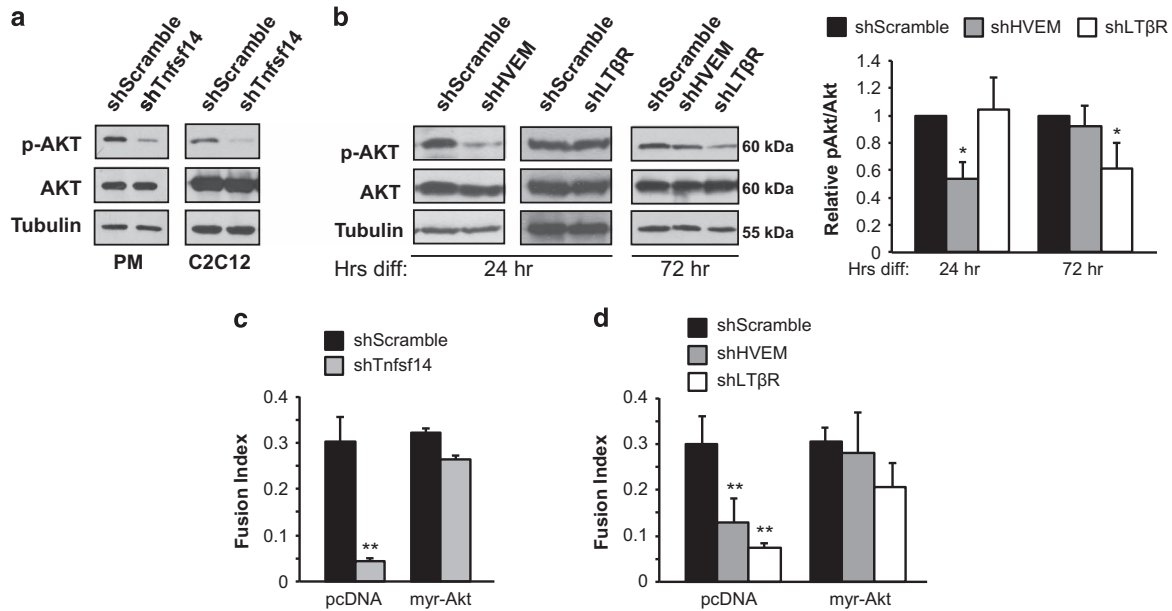 a
shScramble
shTnfsf14
shScramble
shTnfsf14
p-AKT
AKT
Tubulin
PM
C2C12
b
shScramble
shHVEM
shScramble
shLTβR
shScramble
shHVEM
shLTβR
p-AKT
60 kDa
AKT
60 kDa
Tubulin
55 kDa
Hrs diff:
24 hr
72 hr
shScramble
shHVEM
shLTβR
Relative pAkt/Akt
1.4
1.2
1
0.8
0.6
0.4
0.2
0
*
*
Hrs diff:
24 hr
72 hr
c
shScramble
shTnfsf14
Fusion Index
0.4
0.3
0.2
0.1
0
**
pcDNA
myr-Akt
d
shScramble
shHVEM
shLTβR
Fusion Index
0.4
0.3
0.2
0.1
0
**
**
pcDNA
myr-Akt